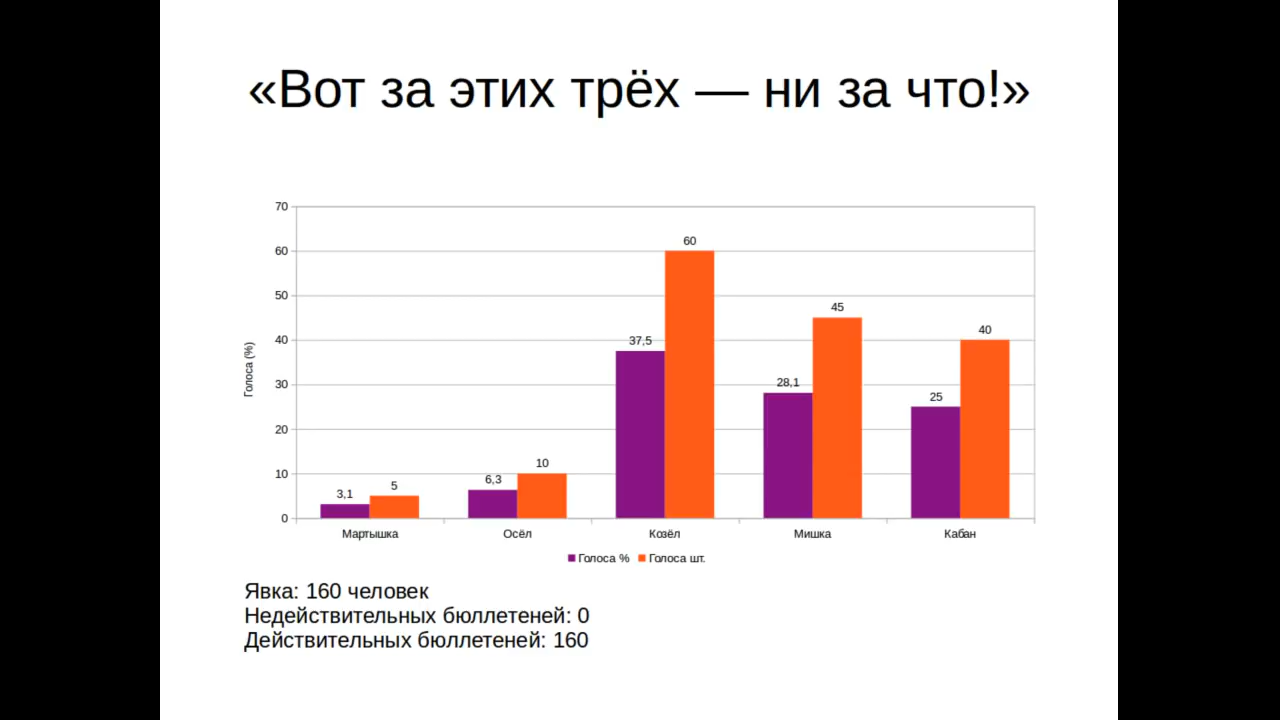 «Вот за этих трёх — ни за что!»
70
60
50
40
30
20
10
0
Голоса (%)
3,1
5
6,3
10
37,5
60
28,1
45
25
40
Мартышка
Осёл
Козёл
Мишка
Кабан
Голоса % Голоса шт.
Явка: 160 человек
Недействительных бюллетеней: 0
Действительных бюллетеней: 160